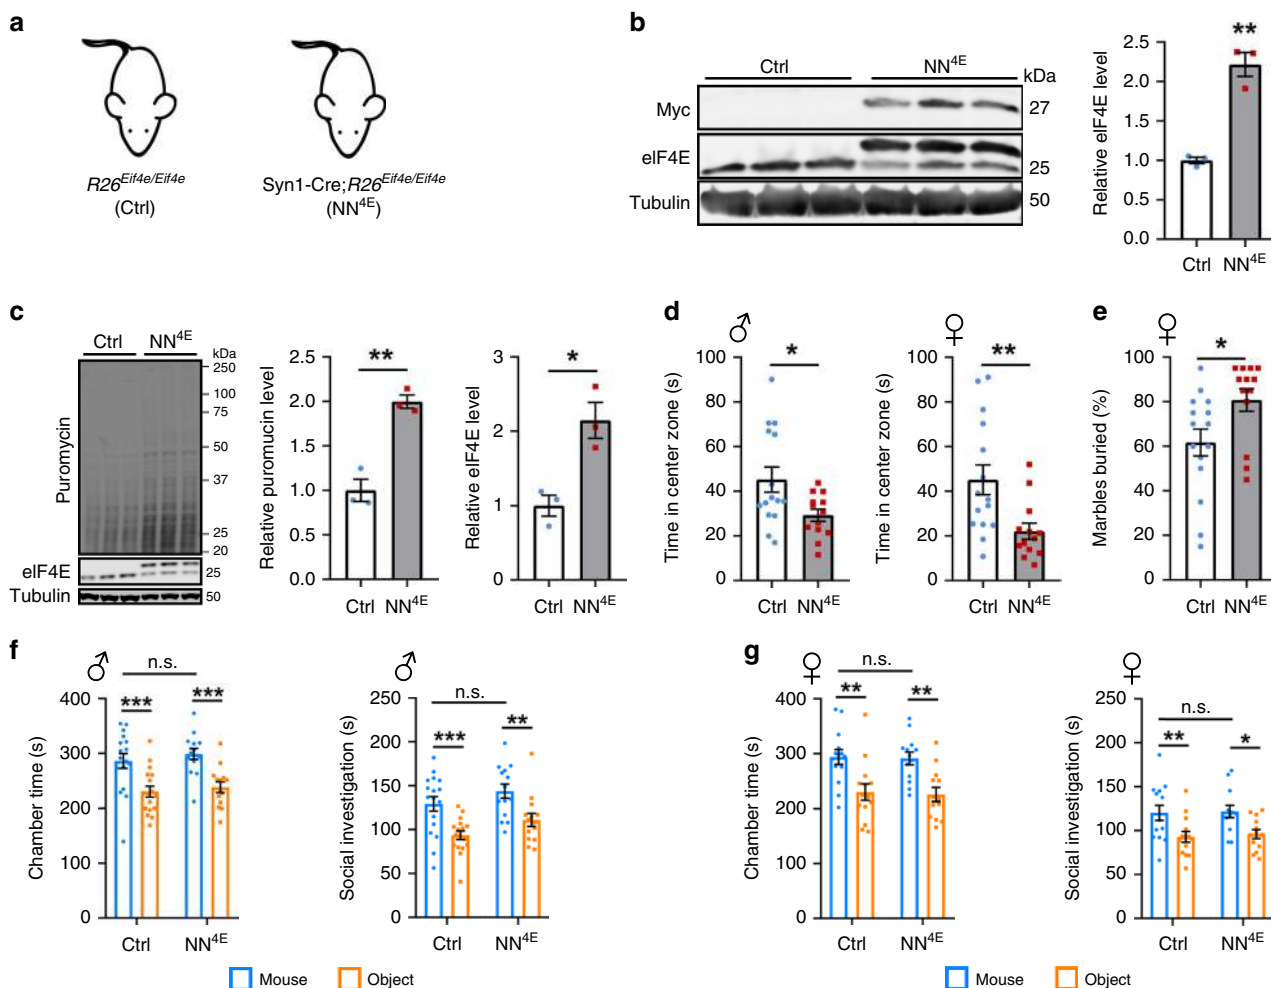 a
R26Eif4e/Eif4e
(Ctrl)
Syn1-Cre;R26Eif4e/Eif4e
(NN4E)
b
Ctrl
NN4E
kDa
Myc
27
eIF4E
25
Tubulin
50
Relative eIF4E level
2.5
2.0
1.5
1.0
0.5
0.0
**
Ctrl NN4E
c
Ctrl
NN4E
kDa
250
100
75
50
37
25
20
Puromycin
eIF4E
25
Tubulin
50
Relative puromucin level
2.5
2.0
1.5
1.0
0.5
0.0
**
Ctrl NN4E
Relative eIF4E level
3
2
1
0
*
Ctrl NN4E
d
♂
Time in center zone (s)
100
80
60
40
20
0
*
Ctrl NN4E
♀
Time in center zone (s)
100
80
60
40
20
0
**
Ctrl NN4E
e
♀
Marbles buried (%)
100
80
60
40
20
0
*
Ctrl NN4E
f
♂
n.s.
***
***
Chamber time (s)
400
300
200
100
0
Ctrl NN4E
♂
n.s.
***
**
Social investigation (s)
250
200
150
100
50
0
Ctrl NN4E
Mouse Object
g
♀
n.s.
**
**
Chamber time (s)
400
300
200
100
0
Ctrl NN4E
♀
n.s.
**
*
Social investigation (s)
250
200
150
100
50
0
Ctrl NN4E
Mouse Object